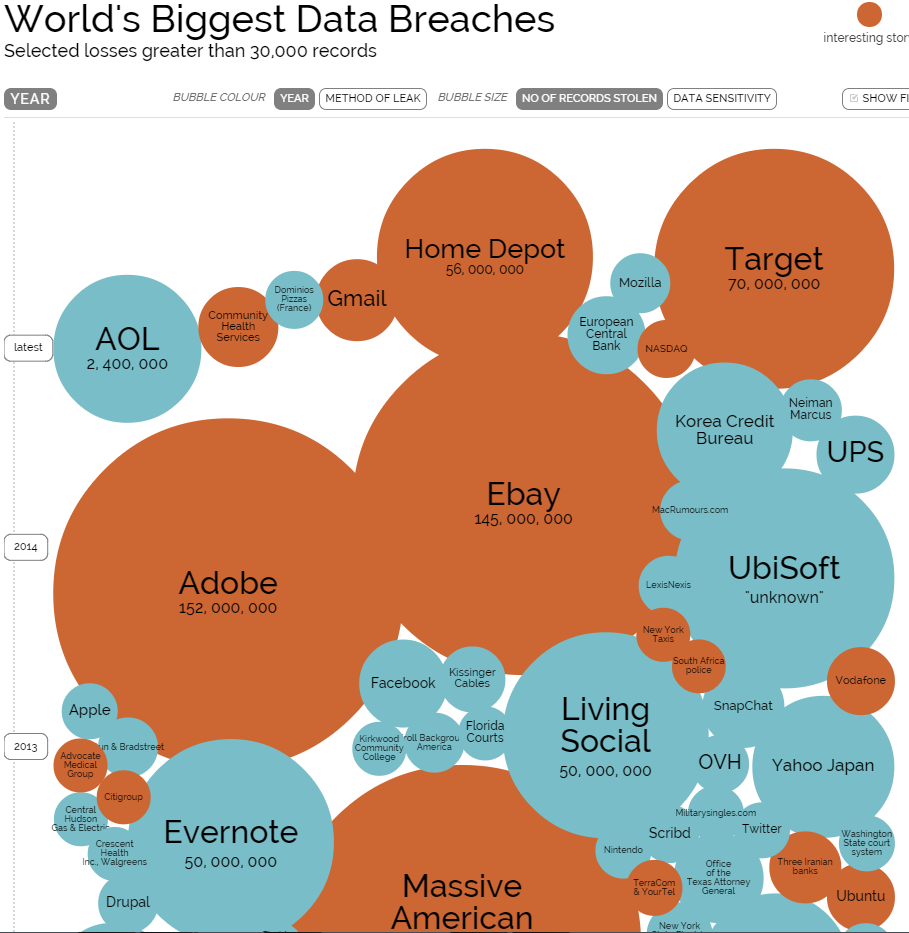 World's Biggest Data Breaches
Selected losses greater than 30,000 records
interesting stor
YEAR
BUBBLE COLOUR
YEAR
METHOD OF LEAK
BUBBLE SIZE
NO OF RECORDS STOLEN
DATA SENSITIVITY
SHOW FI
latest
2014
2013
AOL
2, 400, 000
Community
Health
Services
Dominios
Pizzas
(France)
Gmail
Home Depot
56, 000, 000
Mozilla
European
Central
Bank
NASDAQ
Target
70, 000, 000
Korea Credit
Bureau
Neiman
Marcus
UPS
Ebay
145, 000, 000
MacRumours.com
Adobe
152, 000, 000
LexisNexis
UbiSoft
"unknown"
New York
Taxis
South Africa
police
Vodafone
Facebook
Kissinger
Cables
Kirkwood
Community
College
roll Backgrou
America
Florida
Courts
Living
Social
50, 000, 000
SnapChat
OVH
Yahoo Japan
Apple
un & Bradstreet
Advocate
Medical
Group
Citigroup
Central
Hudson
Gas & Electric
Crescent
Health
Inc., Walgreens
Evernote
50, 000, 000
Drupal
Massive
American
Militarysingles.com
Scribd
Twitter
Nintendo
Washington
State court
system
TerraCom
& YourTel
Office
of the
Texas Attorney
General
Three Iranian
banks
Ubuntu
New York